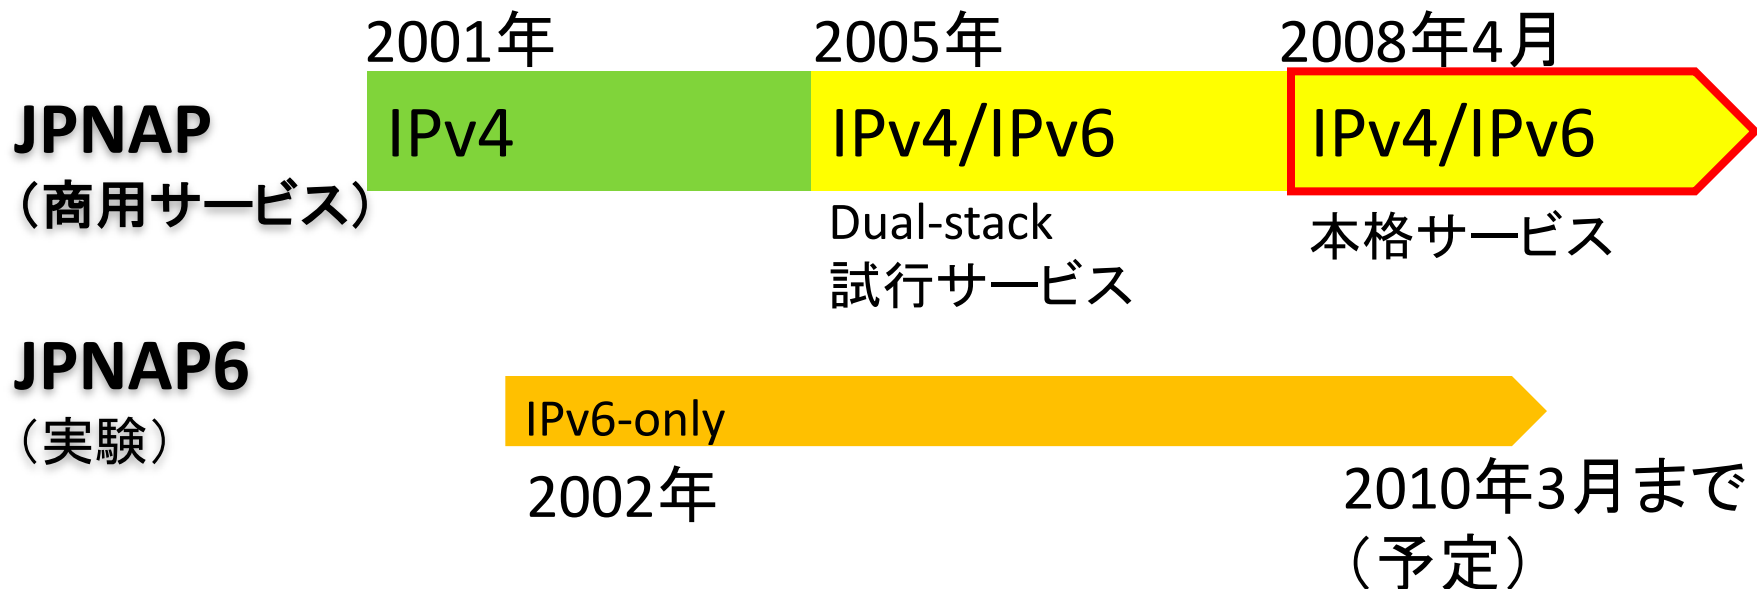 2001年
2005年
2008年4月
JPNAP
（商用サービス）
IPv4
IPv4/IPv6
IPv4/IPv6
Dual-stack
試行サービス
本格サービス
JPNAP6
（実験）
IPv6-only
2002年
2010年3月まで
（予定）